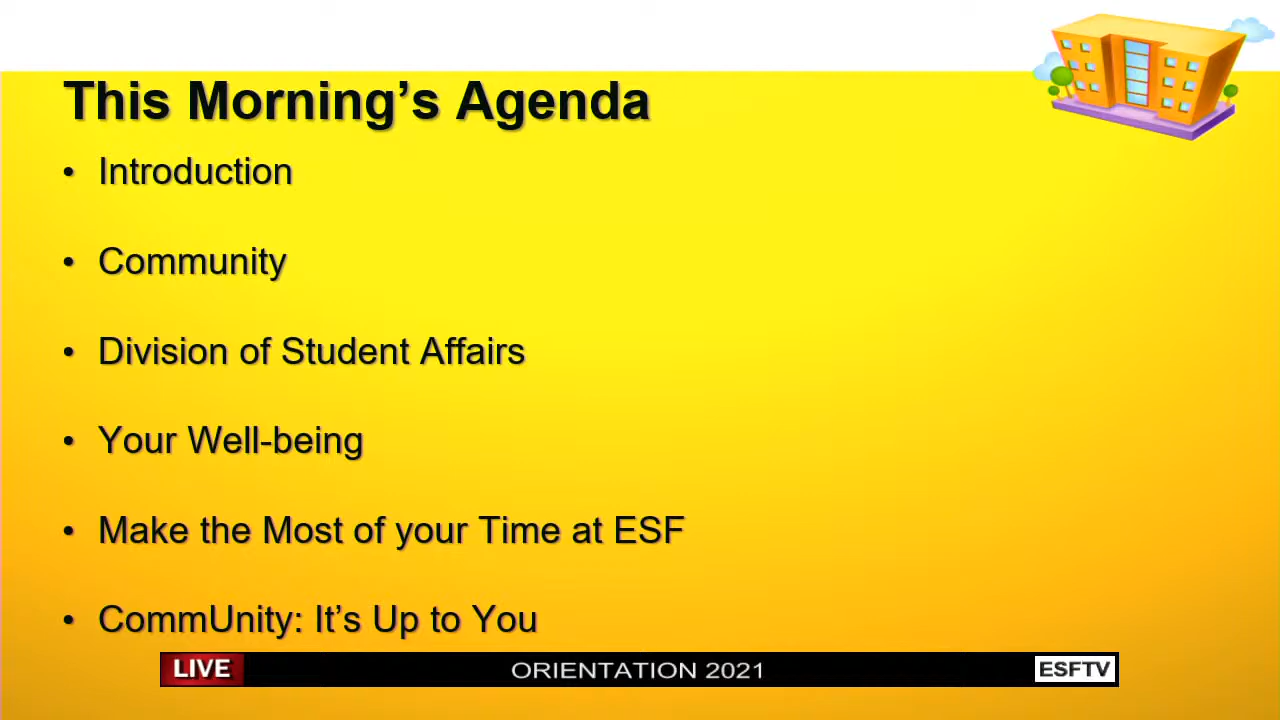 This Morning’s Agenda
• Introduction
• Community
• Division of Student Affairs
• Your Well-being
• Make the Most of your Time at ESF
• CommUnity: It’s Up to You
LIVE ORIENTATION 2021 ESFTV